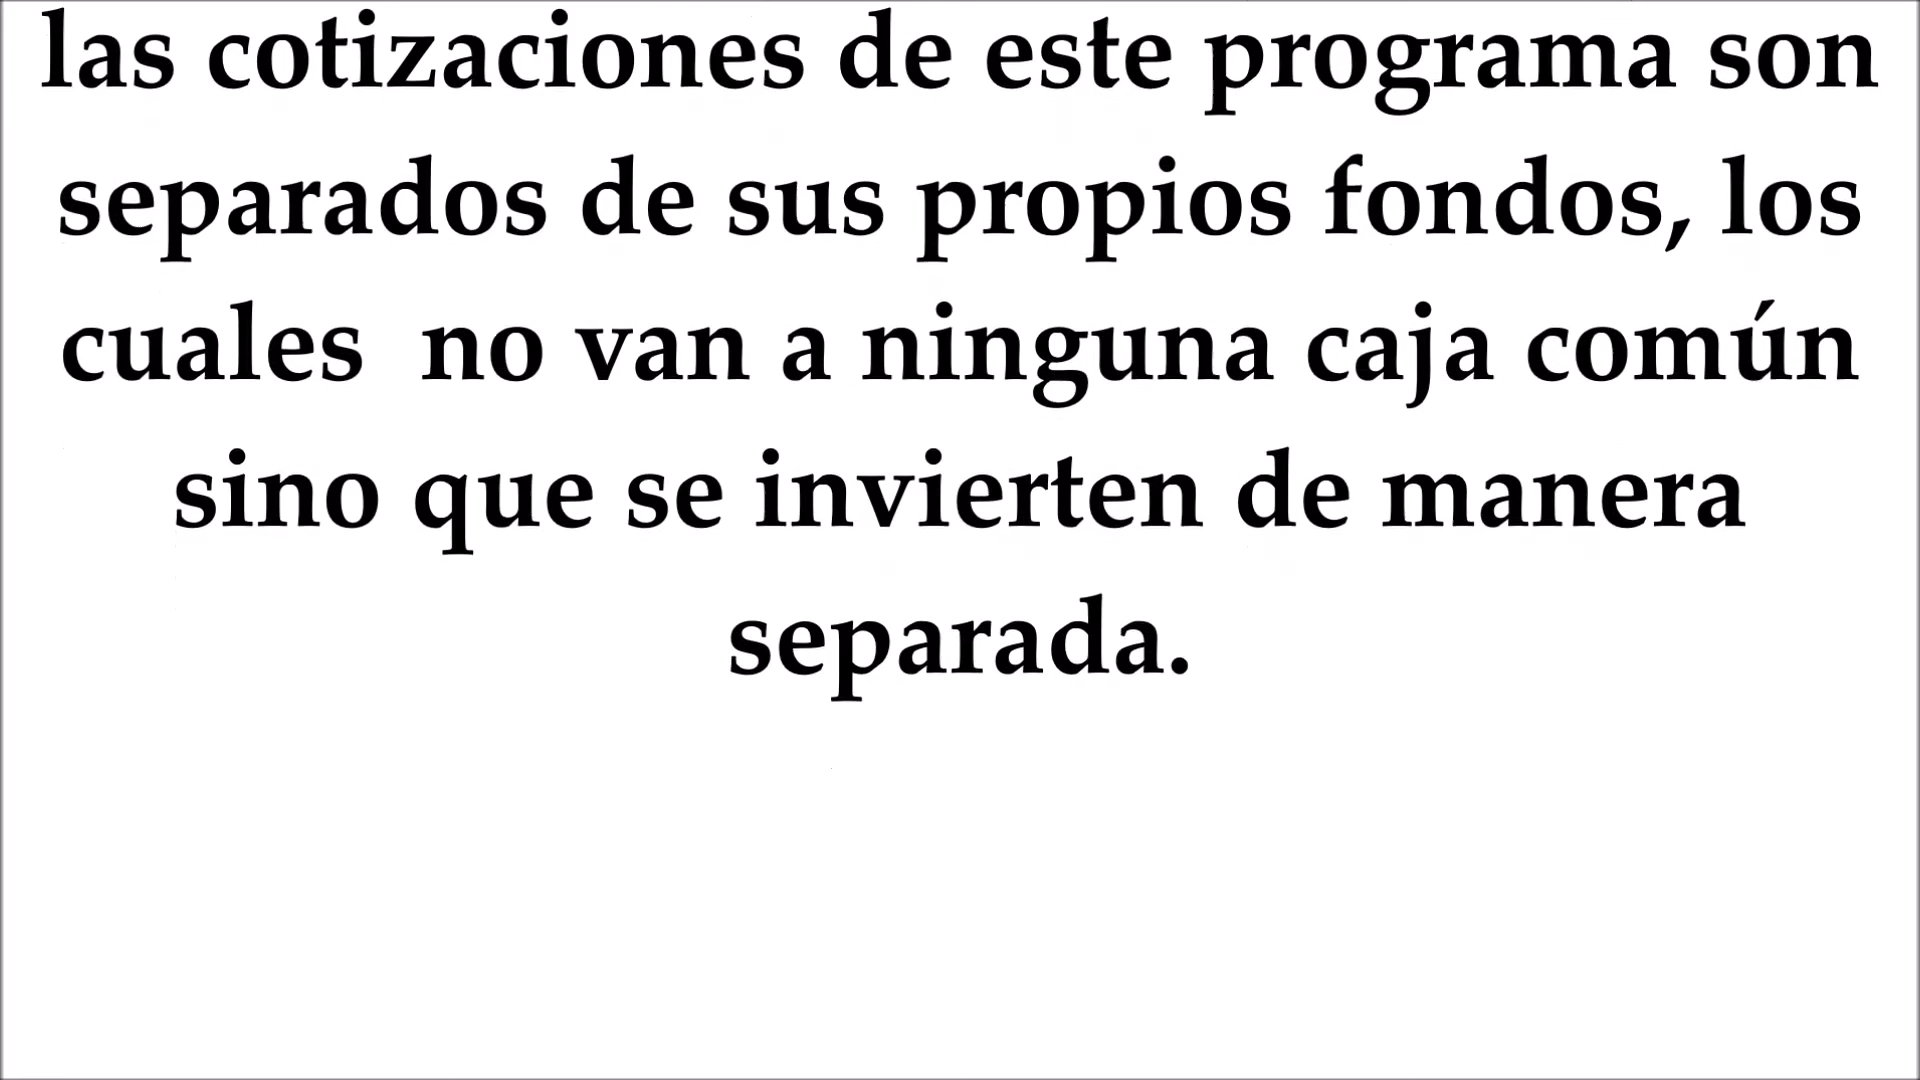 las cotizaciones de este programa son
separados de sus propios fondos, los
cuales  no van a ninguna caja común
sino que se invierten de manera
separada.